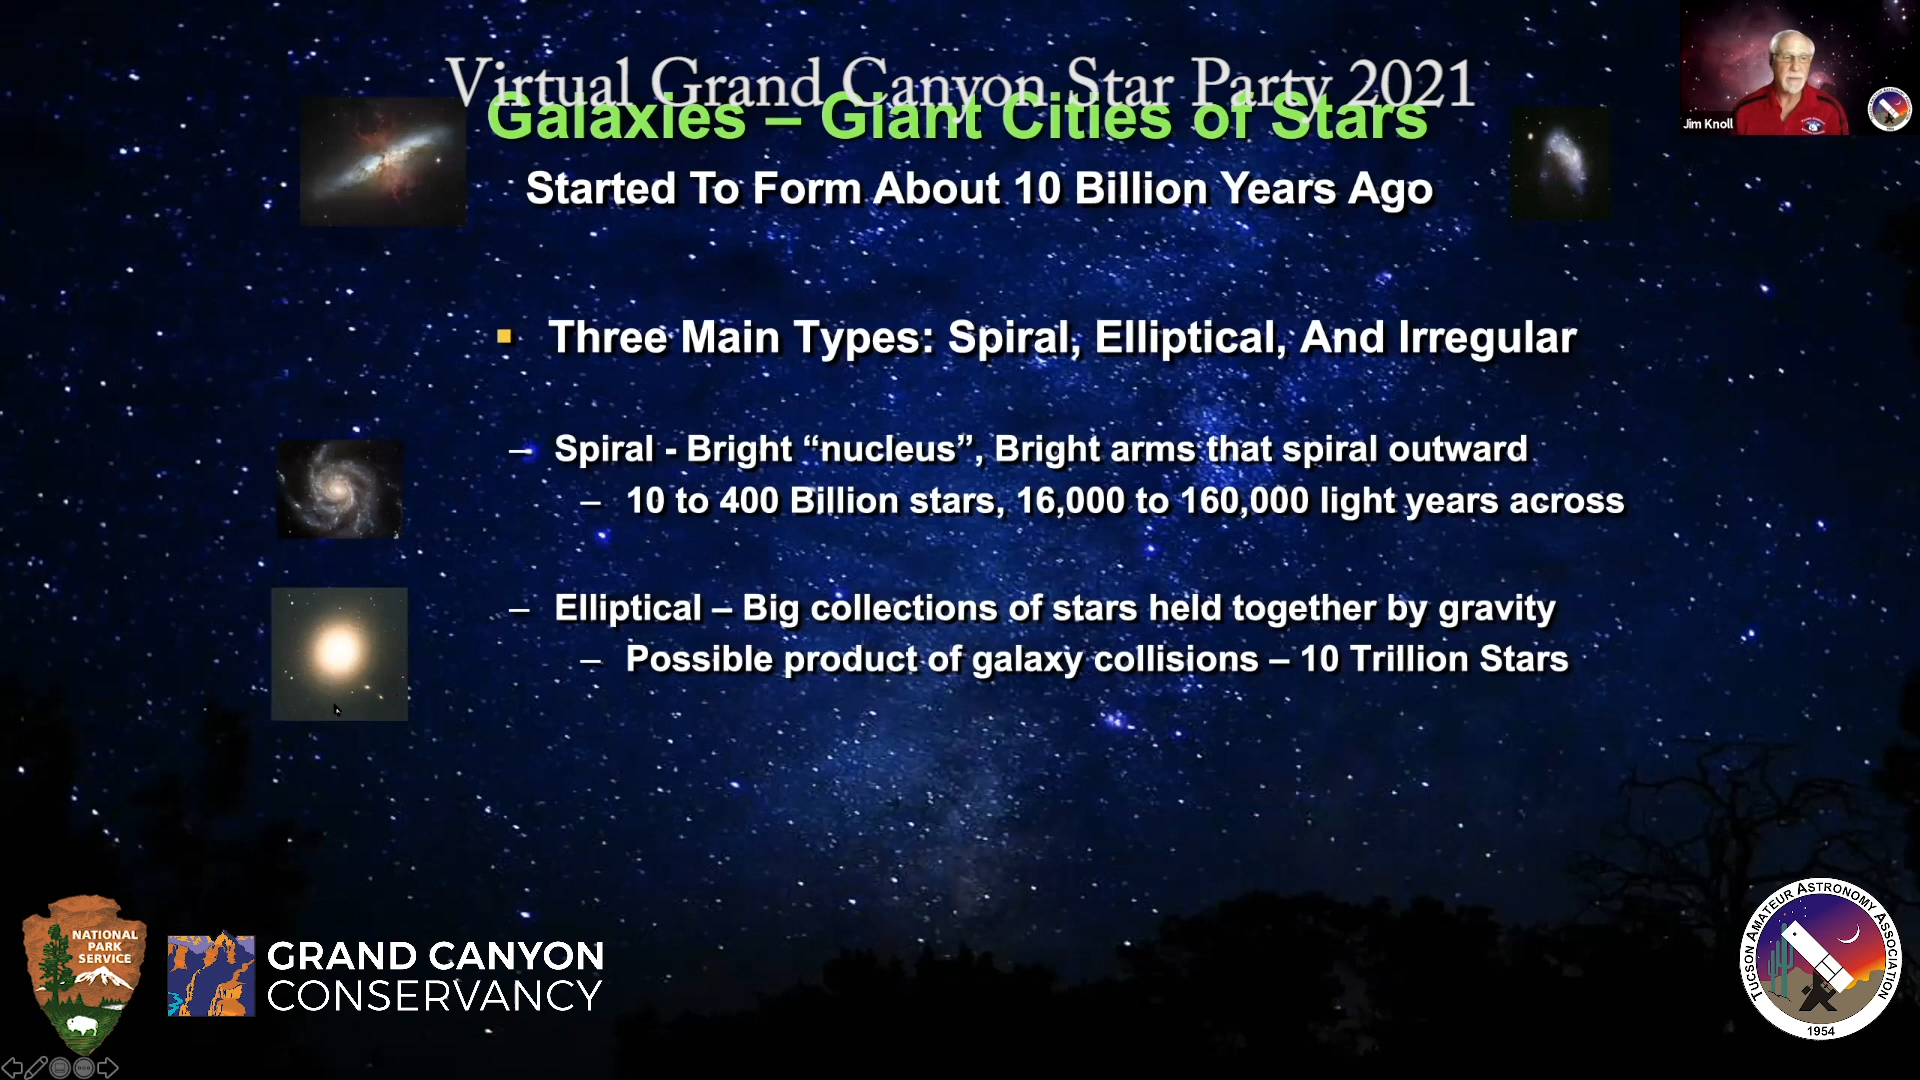 Virtual Grand Canyon Star Party 2021
Galaxies – Giant Cities of Stars
Started To Form About 10 Billion Years Ago
Jim Knoll
▪ Three Main Types: Spiral, Elliptical, And Irregular
– Spiral - Bright “nucleus”, Bright arms that spiral outward
– 10 to 400 Billion stars, 16,000 to 160,000 light years across
– Elliptical – Big collections of stars held together by gravity
– Possible product of galaxy collisions – 10 Trillion Stars
NATIONAL
PARK
SERVICE
GRAND CANYON
CONSERVANCY
TUCSON AMATEUR ASTRONOMY ASSOCIATION
1954